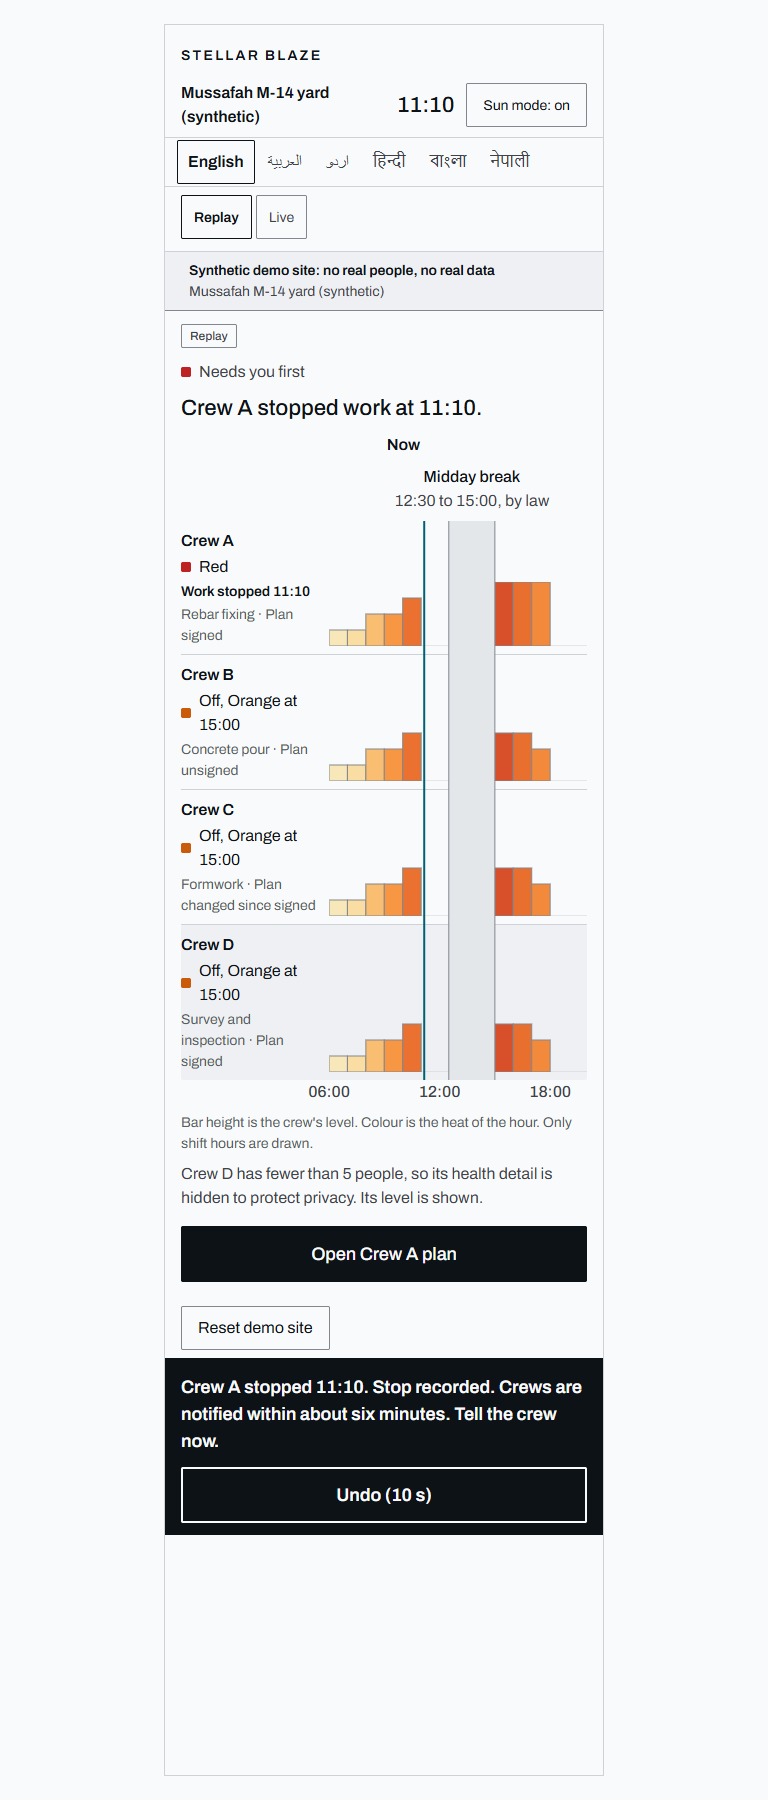 STELLAR BLAZE
Mussafah M-14 yard
(synthetic)
11:10
Sun mode: on
English
العربية
اردو
हिन्दी
বাংলা
नेपाली
Replay
Live
Synthetic demo site: no real people, no real data
Mussafah M-14 yard (synthetic)
Replay
Needs you first
Crew A stopped work at 11:10.
Now
Midday break
12:30 to 15:00, by law
Crew A
Red
Work stopped 11:10
Rebar fixing · Plan
signed
Crew B
Off, Orange at
15:00
Concrete pour · Plan
unsigned
Crew C
Off, Orange at
15:00
Formwork · Plan
changed since signed
Crew D
Off, Orange at
15:00
Survey and
inspection · Plan
signed
06:00
12:00
18:00
Bar height is the crew's level. Colour is the heat of the hour. Only
shift hours are drawn.
Crew D has fewer than 5 people, so its health detail is
hidden to protect privacy. Its level is shown.
Open Crew A plan
Reset demo site
Crew A stopped 11:10. Stop recorded. Crews are
notified within about six minutes. Tell the crew
now.
Undo (10 s)